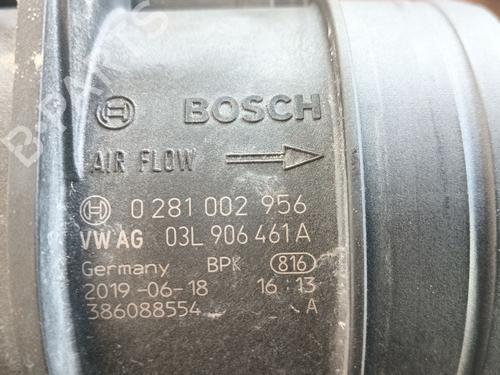 BOSCH
AIR FLOW
0 281 002 956
VW AG 03L 906 461 A
Germany BPK 816
2019-06-18 16:13
386088554 A
B-PARTS